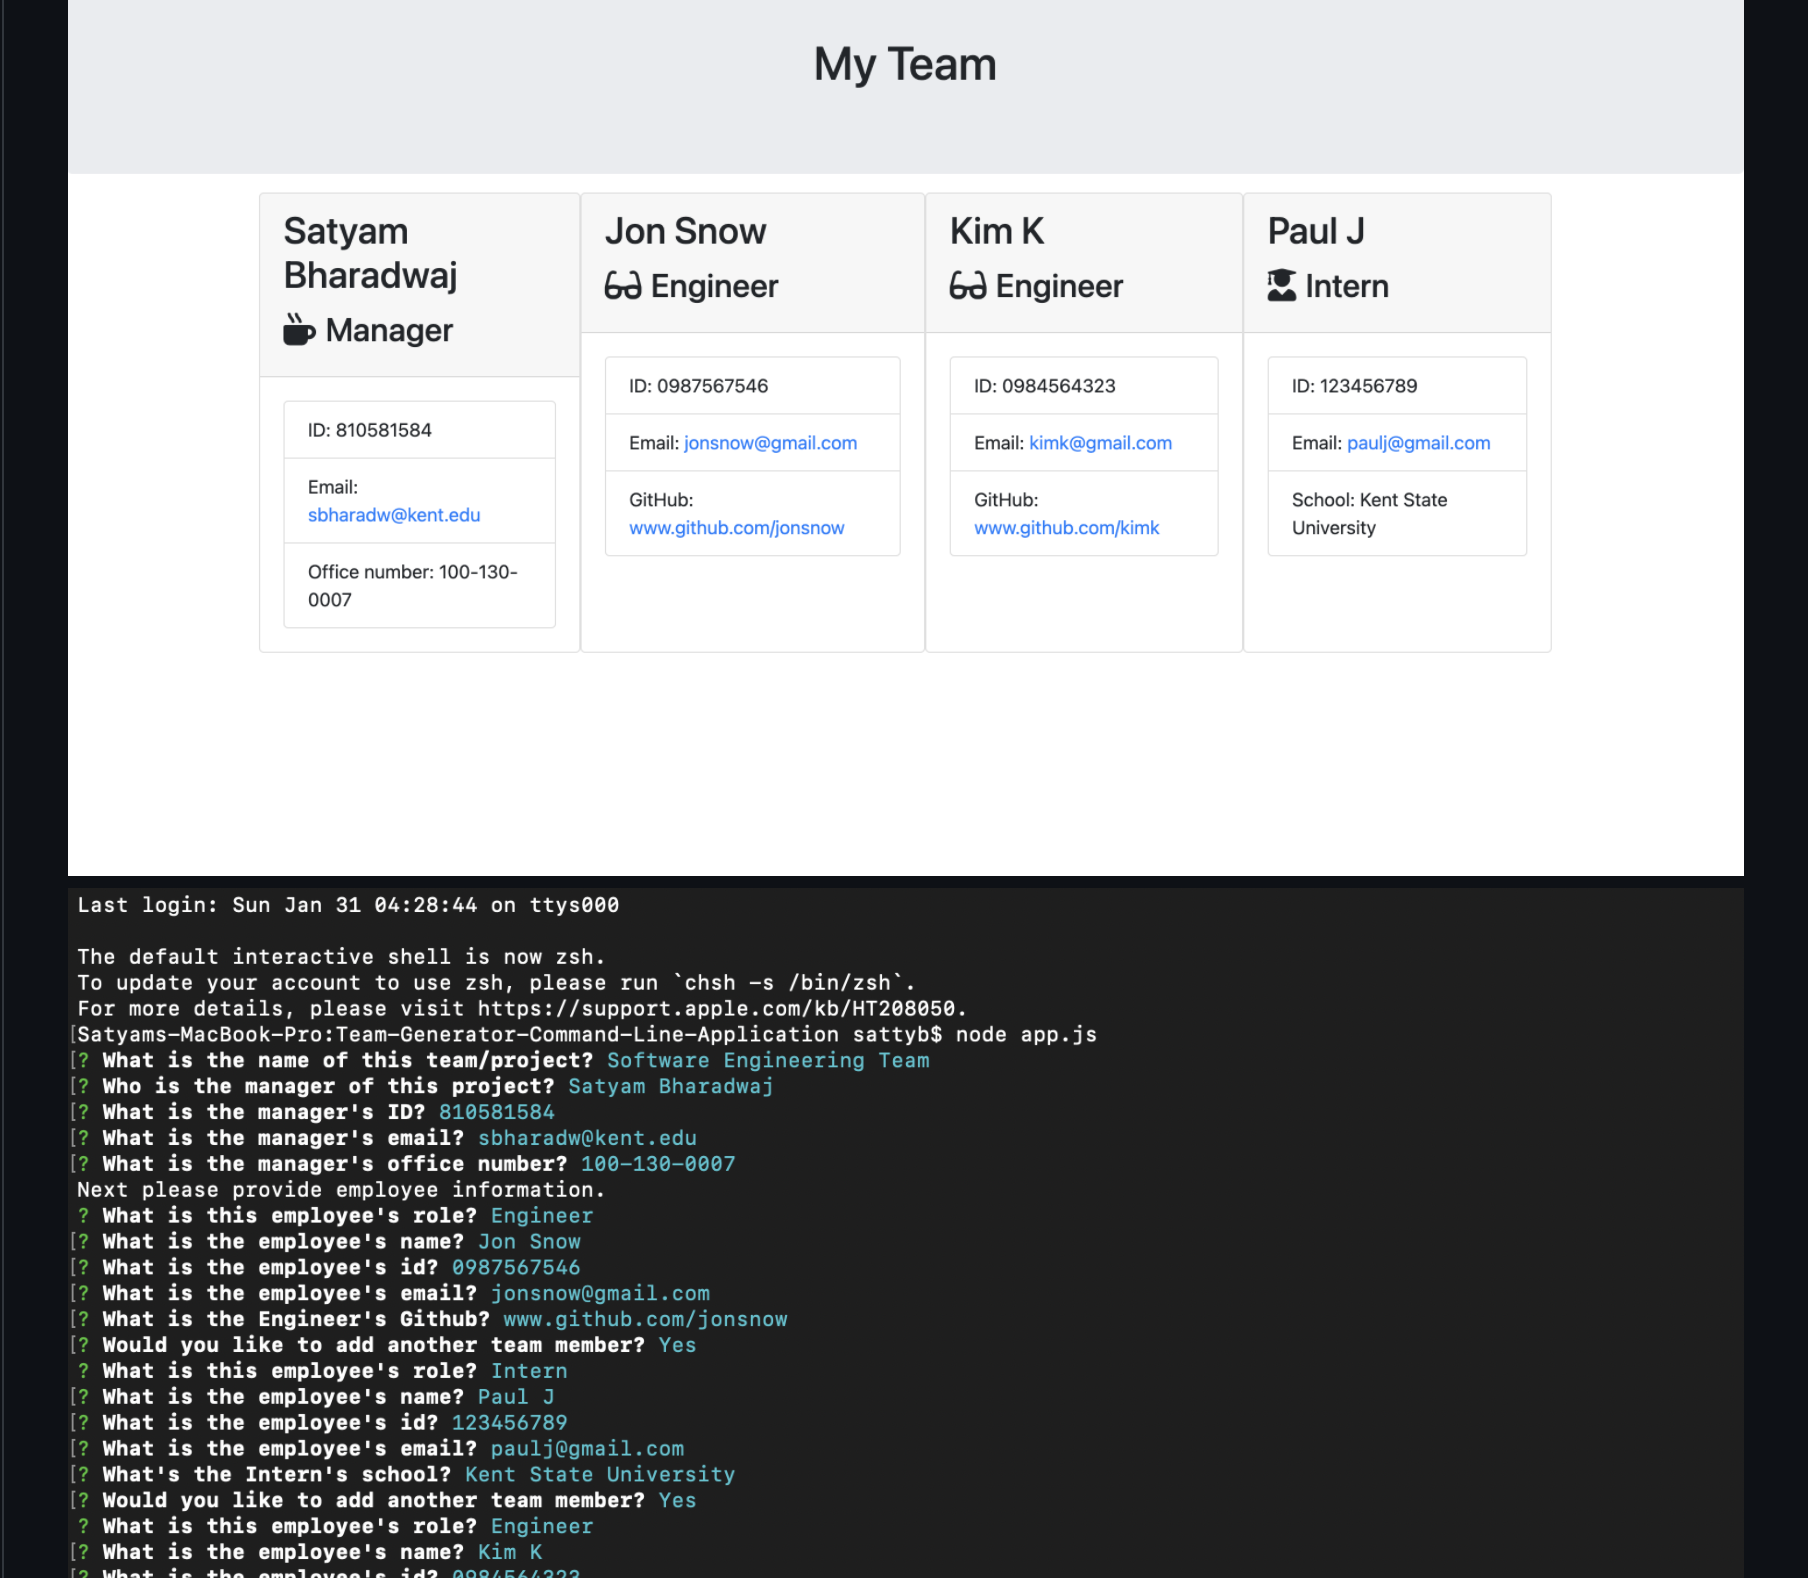 My Team
Satyam
Bharadwaj
Manager
ID: 810581584
Email:
sbharadw@kent.edu
Office number: 100-130-
0007
Jon Snow
Engineer
ID: 0987567546
Email: jonsnow@gmail.com
GitHub:
www.github.com/jonsnow
Kim K
Engineer
ID: 0984564323
Email: kimk@gmail.com
GitHub:
www.github.com/kimk
Paul J
Intern
ID: 123456789
Email: paulj@gmail.com
School: Kent State
University
Last login: Sun Jan 31 04:28:44 on ttys000
The default interactive shell is now zsh.
To update your account to use zsh, please run `chsh -s /bin/zsh`.
For more details, please visit https://support.apple.com/kb/HT208050.
[Satyams-MacBook-Pro:Team-Generator-Command-Line-Application sattyb$ node app.js
[? What is the name of this team/project? Software Engineering Team
[? Who is the manager of this project? Satyam Bharadwaj
[? What is the manager's ID? 810581584
[? What is the manager's email? sbharadw@kent.edu
[? What is the manager's office number? 100-130-0007
Next please provide employee information.
? What is this employee's role? Engineer
[? What is the employee's name? Jon Snow
[? What is the employee's id? 0987567546
[? What is the employee's email? jonsnow@gmail.com
[? What is the Engineer's Github? www.github.com/jonsnow
[? Would you like to add another team member? Yes
? What is this employee's role? Intern
[? What is the employee's name? Paul J
[? What is the employee's id? 123456789
[? What is the employee's email? paulj@gmail.com
[? What's the Intern's school? Kent State University
[? Would you like to add another team member? Yes
? What is this employee's role? Engineer
[? What is the employee's name? Kim K
[? What is the employee's id? 0984564323